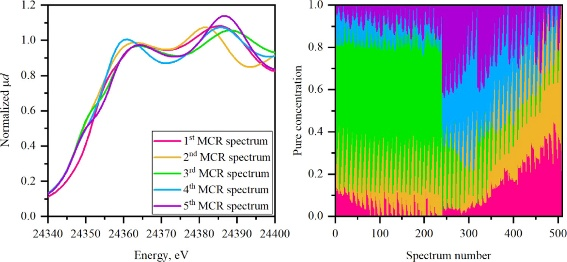 1.2
1.0
0.8
0.6
0.4
0.2
0.0
Normalized μd
1st MCR spectrum
2nd MCR spectrum
3rd MCR spectrum
4th MCR spectrum
5th MCR spectrum
24340 24350 24360 24370 24380 24390 24400
Energy, eV
1.0
0.8
0.6
0.4
0.2
0.0
Pure concentration
0 100 200 300 400 500
Spectrum number